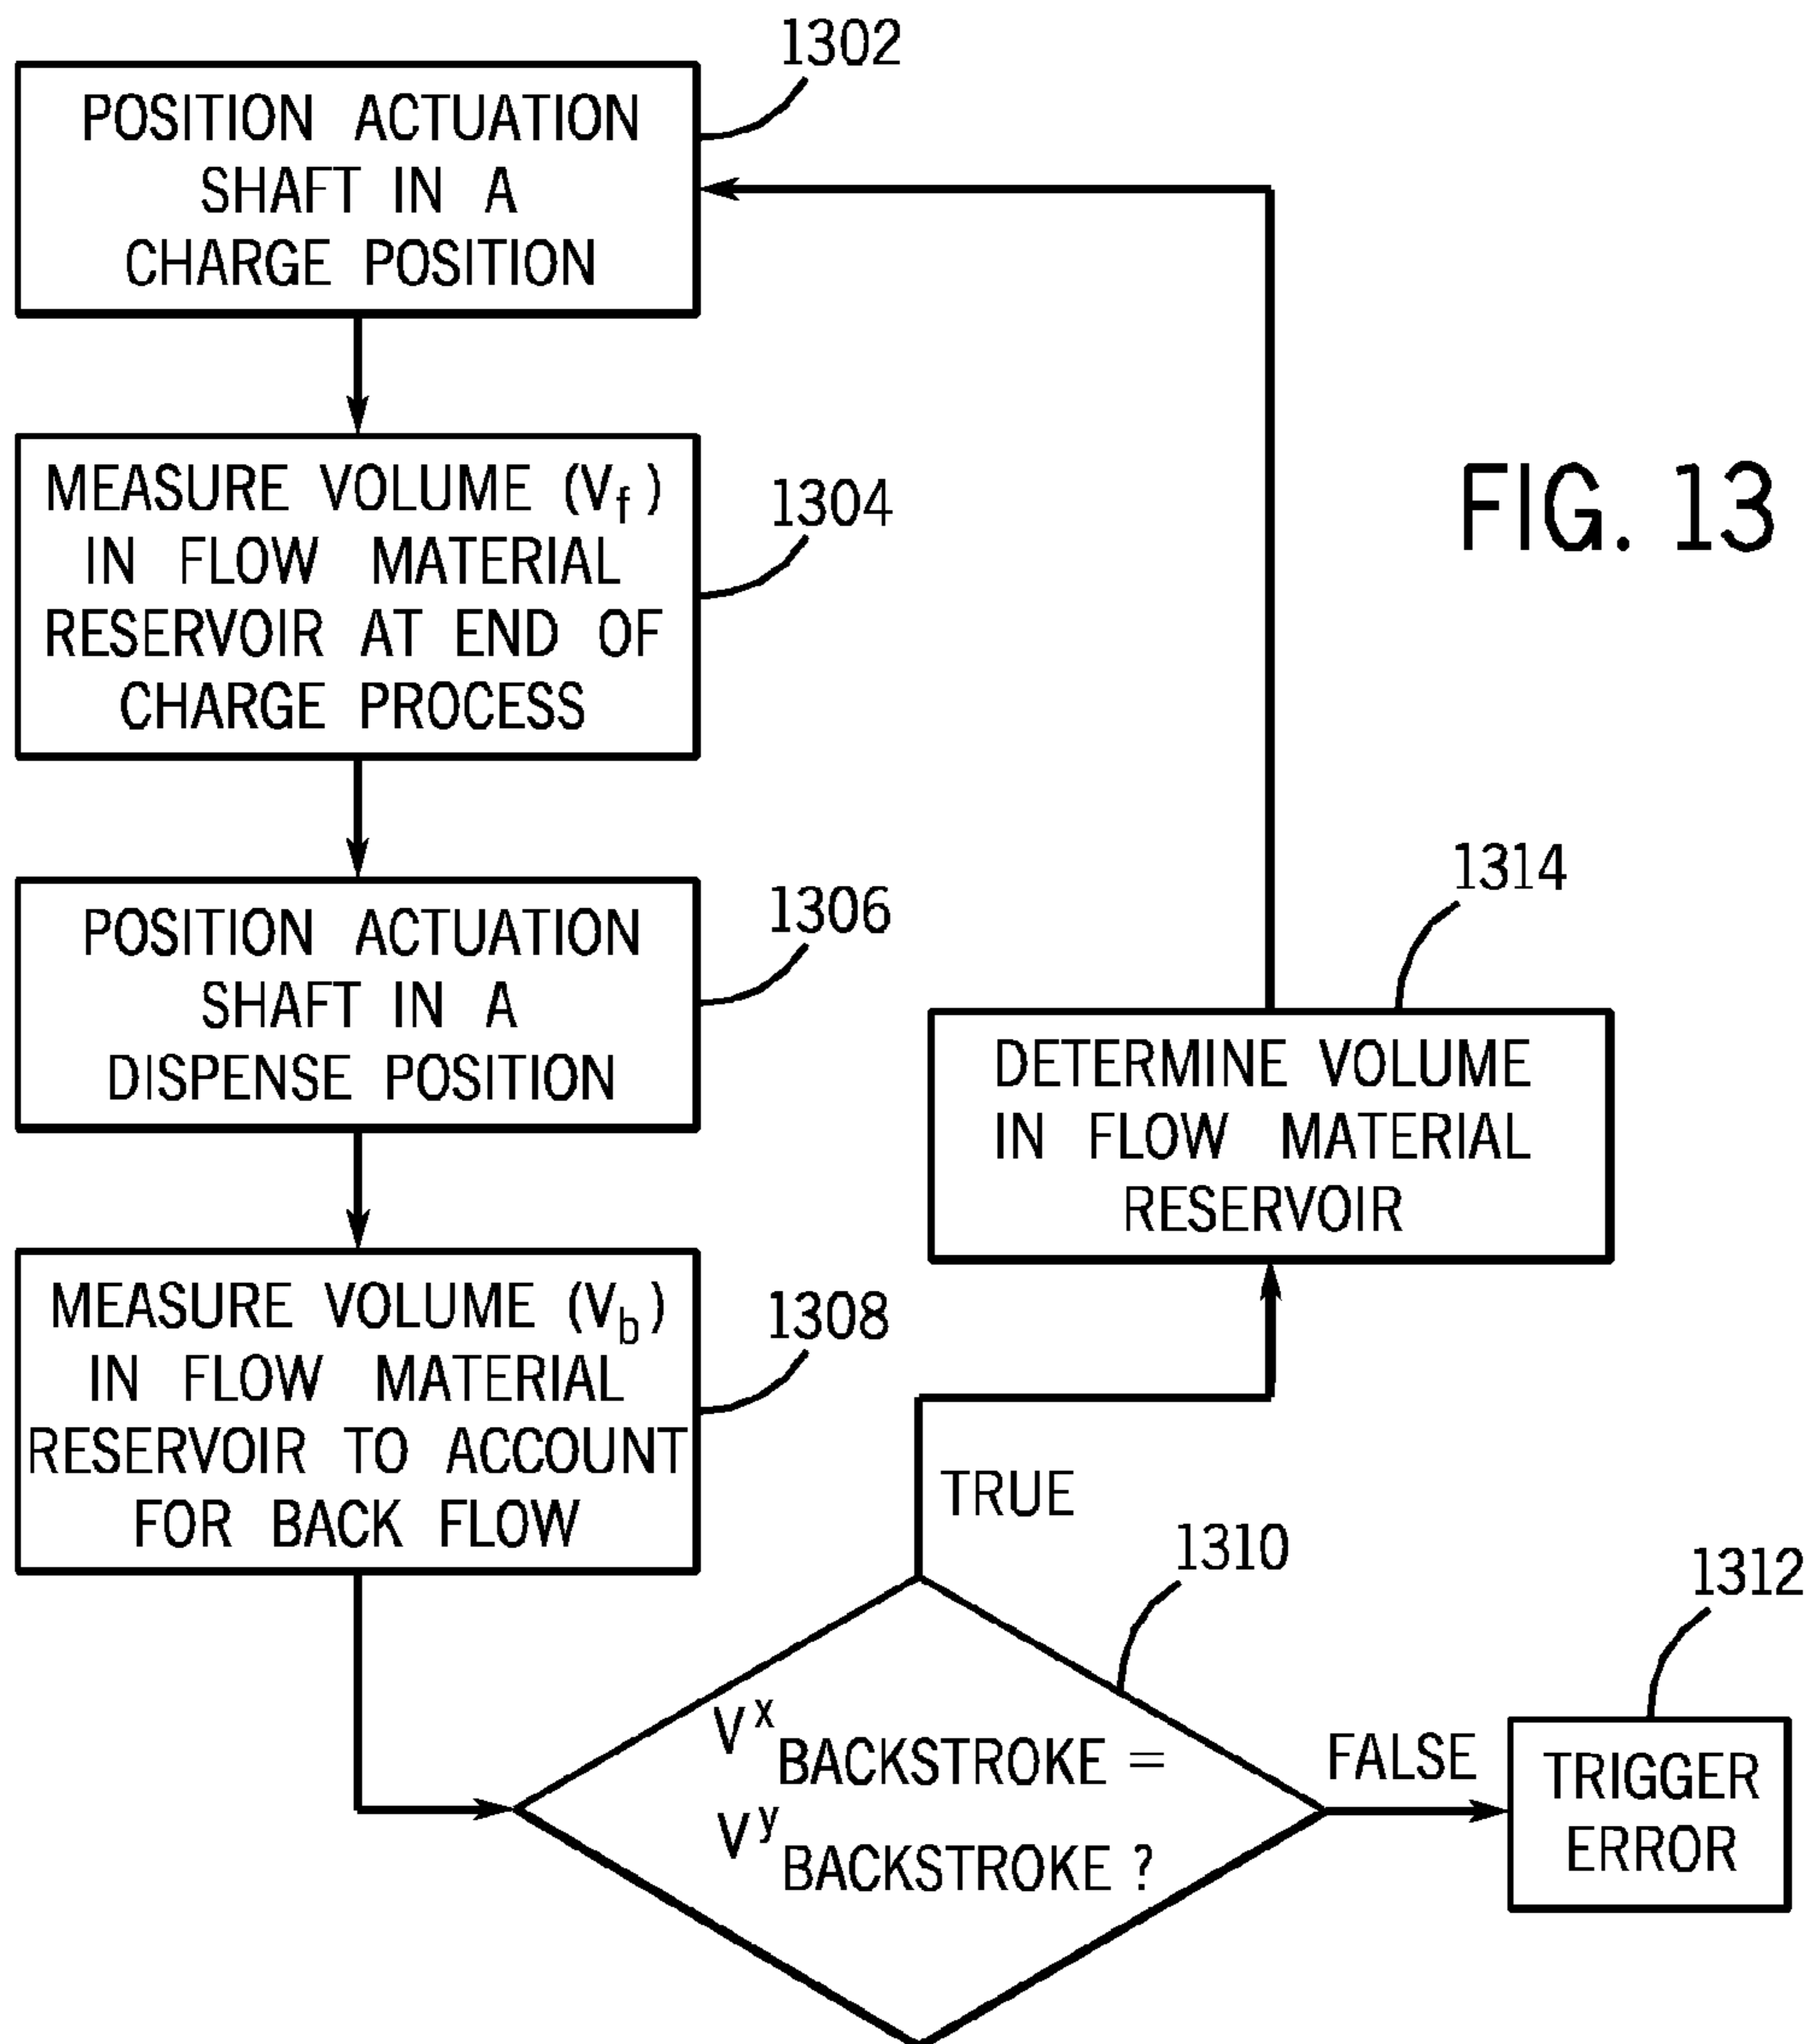 1302
POSITION ACTUATION
SHAFT IN A
CHARGE POSITION
1304
MEASURE VOLUME (Vf)
IN FLOW MATERIAL
RESERVOIR AT END OF
CHARGE PROCESS
FIG. 13
1306
POSITION ACTUATION
SHAFT IN A
DISPENSE POSITION
1314
DETERMINE VOLUME
IN FLOW MATERIAL
RESERVOIR
1308
MEASURE VOLUME (Vb)
IN FLOW MATERIAL
RESERVOIR TO ACCOUNT
FOR BACK FLOW
TRUE
1310
V^x BACKSTROKE =
V^y BACKSTROKE ?
FALSE
1312
TRIGGER
ERROR